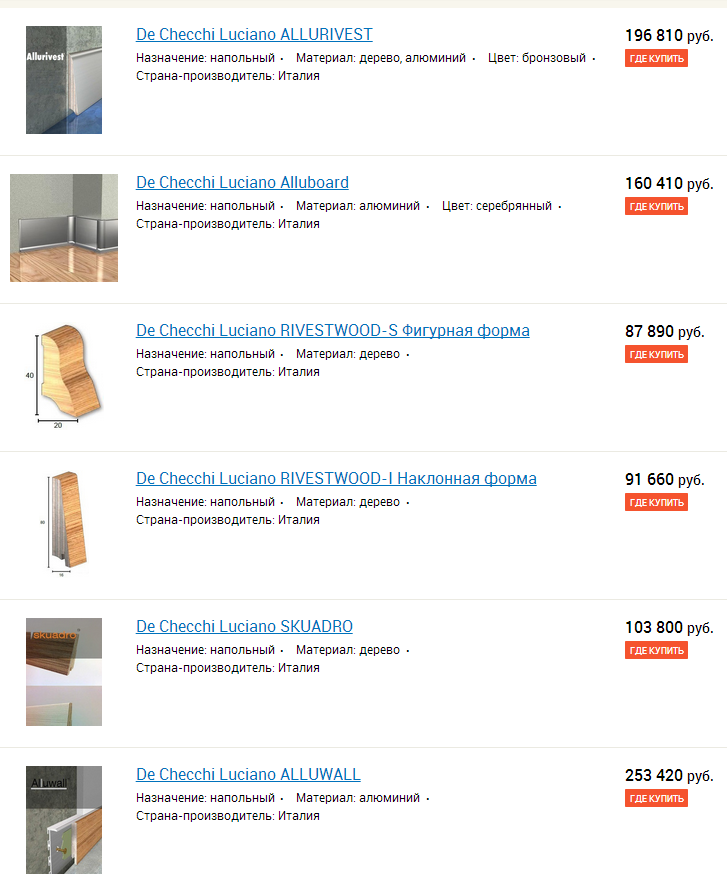 Allurivest
De Checchi Luciano ALLURIVEST
196 810 руб.
Назначение: напольный · Материал: дерево, алюминий · Цвет: бронзовый ·
ГДЕ КУПИТЬ
Страна-производитель: Италия
De Checchi Luciano Alluboard
160 410 руб.
Назначение: напольный · Материал: алюминий · Цвет: серебрянный ·
ГДЕ КУПИТЬ
Страна-производитель: Италия
De Checchi Luciano RIVESTWOOD-S Фигурная форма
87 890 руб.
Назначение: напольный · Материал: дерево ·
ГДЕ КУПИТЬ
Страна-производитель: Италия
40
20
De Checchi Luciano RIVESTWOOD-I Наклонная форма
91 660 руб.
Назначение: напольный · Материал: дерево ·
ГДЕ КУПИТЬ
Страна-производитель: Италия
De Checchi Luciano SKUADRO
103 800 руб.
skuadro
Назначение: напольный · Материал: дерево ·
ГДЕ КУПИТЬ
Страна-производитель: Италия
De Checchi Luciano ALLUWALL
253 420 руб.
Alluwall
Назначение: напольный · Материал: алюминий ·
ГДЕ КУПИТЬ
Страна-производитель: Италия